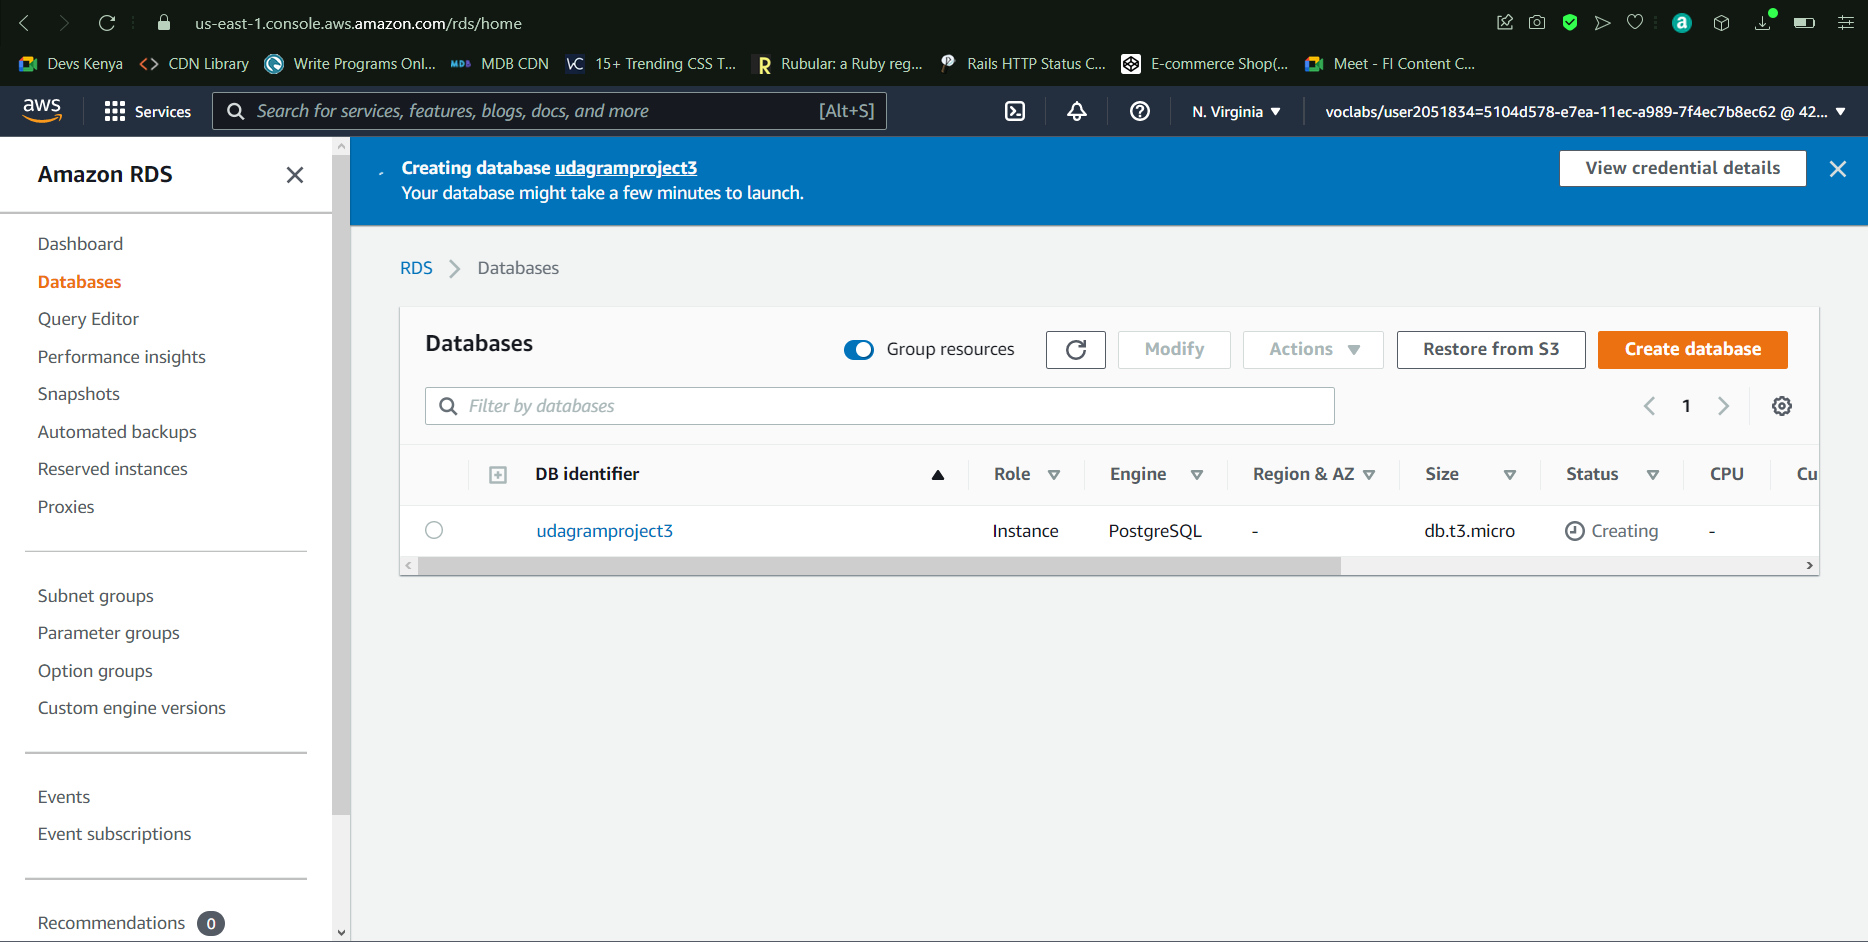 us-east-1.console.aws.amazon.com/rds/home
Devs Kenya CDN Library Write Programs Onl... MDB MDB CDN VC 15+ Trending CSS T... R Rubular: a Ruby reg... Rails HTTP Status C... E-commerce Shop(... Meet - FI Content C...
aws Services Search for services, features, blogs, docs, and more [Alt+S] N. Virginia voclabs/user2051834=5104d578-e7ea-11ec-a989-7f4ec7b8ec62 @ 42...
Amazon RDS
Dashboard
Databases
Query Editor
Performance insights
Snapshots
Automated backups
Reserved instances
Proxies
Subnet groups
Parameter groups
Option groups
Custom engine versions
Events
Event subscriptions
Recommendations 0
Creating database udagramproject3
Your database might take a few minutes to launch.
View credential details
RDS Databases
Databases
Group resources Modify Actions Restore from S3 Create database
Filter by databases
1
DB identifier Role Engine Region & AZ Size Status CPU Cu
udagramproject3 Instance PostgreSQL - db.t3.micro Creating -